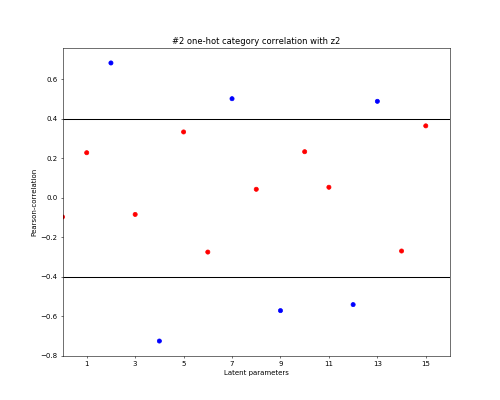 #2 one-hot category correlation with z2
0.6
0.4
0.2
0.0
−0.2
−0.4
−0.6
−0.8
Pearson-correlation
1 3 5 7 9 11 13 15
Latent parameters